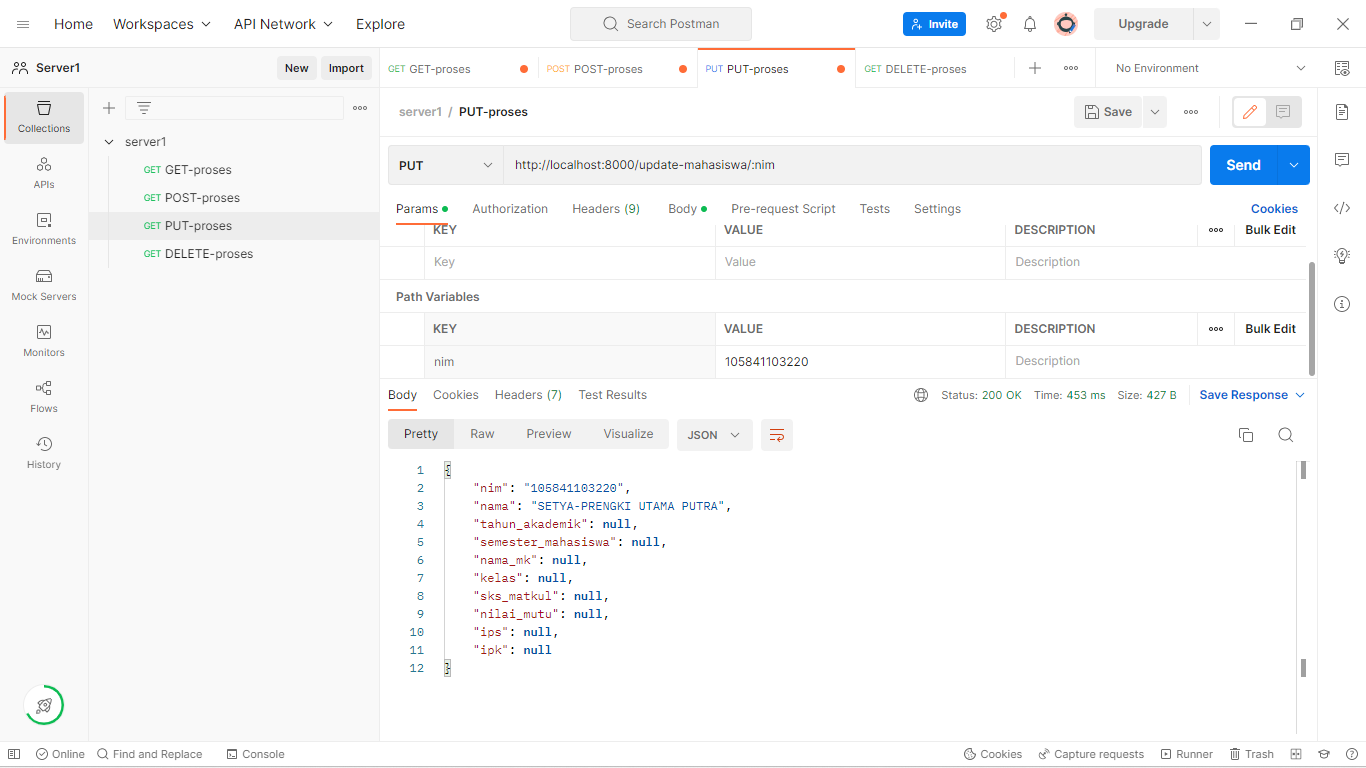 Home Workspaces API Network Explore Search Postman Invite Upgrade
Server1 New Import GET GET-proses POST POST-proses PUT PUT-proses GET DELETE-proses No Environment
Collections
APIs
Environments
Mock Servers
Monitors
Flows
History
server1
GET GET-proses
GET POST-proses
GET PUT-proses
GET DELETE-proses
server1 / PUT-proses Save
PUT http://localhost:8000/update-mahasiswa/:nim Send
Params Authorization Headers (9) Body Pre-request Script Tests Settings Cookies
KEY VALUE DESCRIPTION Bulk Edit
Key Value Description
Path Variables
KEY VALUE DESCRIPTION Bulk Edit
nim 105841103220 Description
Body Cookies Headers (7) Test Results Status: 200 OK Time: 453 ms Size: 427 B Save Response
Pretty Raw Preview Visualize JSON
1 {
2 "nim": "105841103220",
3 "nama": "SETYA-PRENGKI UTAMA PUTRA",
4 "tahun_akademik": null,
5 "semester_mahasiswa": null,
6 "nama_mk": null,
7 "kelas": null,
8 "sks_matkul": null,
9 "nilai_mutu": null,
10 "ips": null,
11 "ipk": null
12 }
Online Find and Replace Console Cookies Capture requests Runner Trash